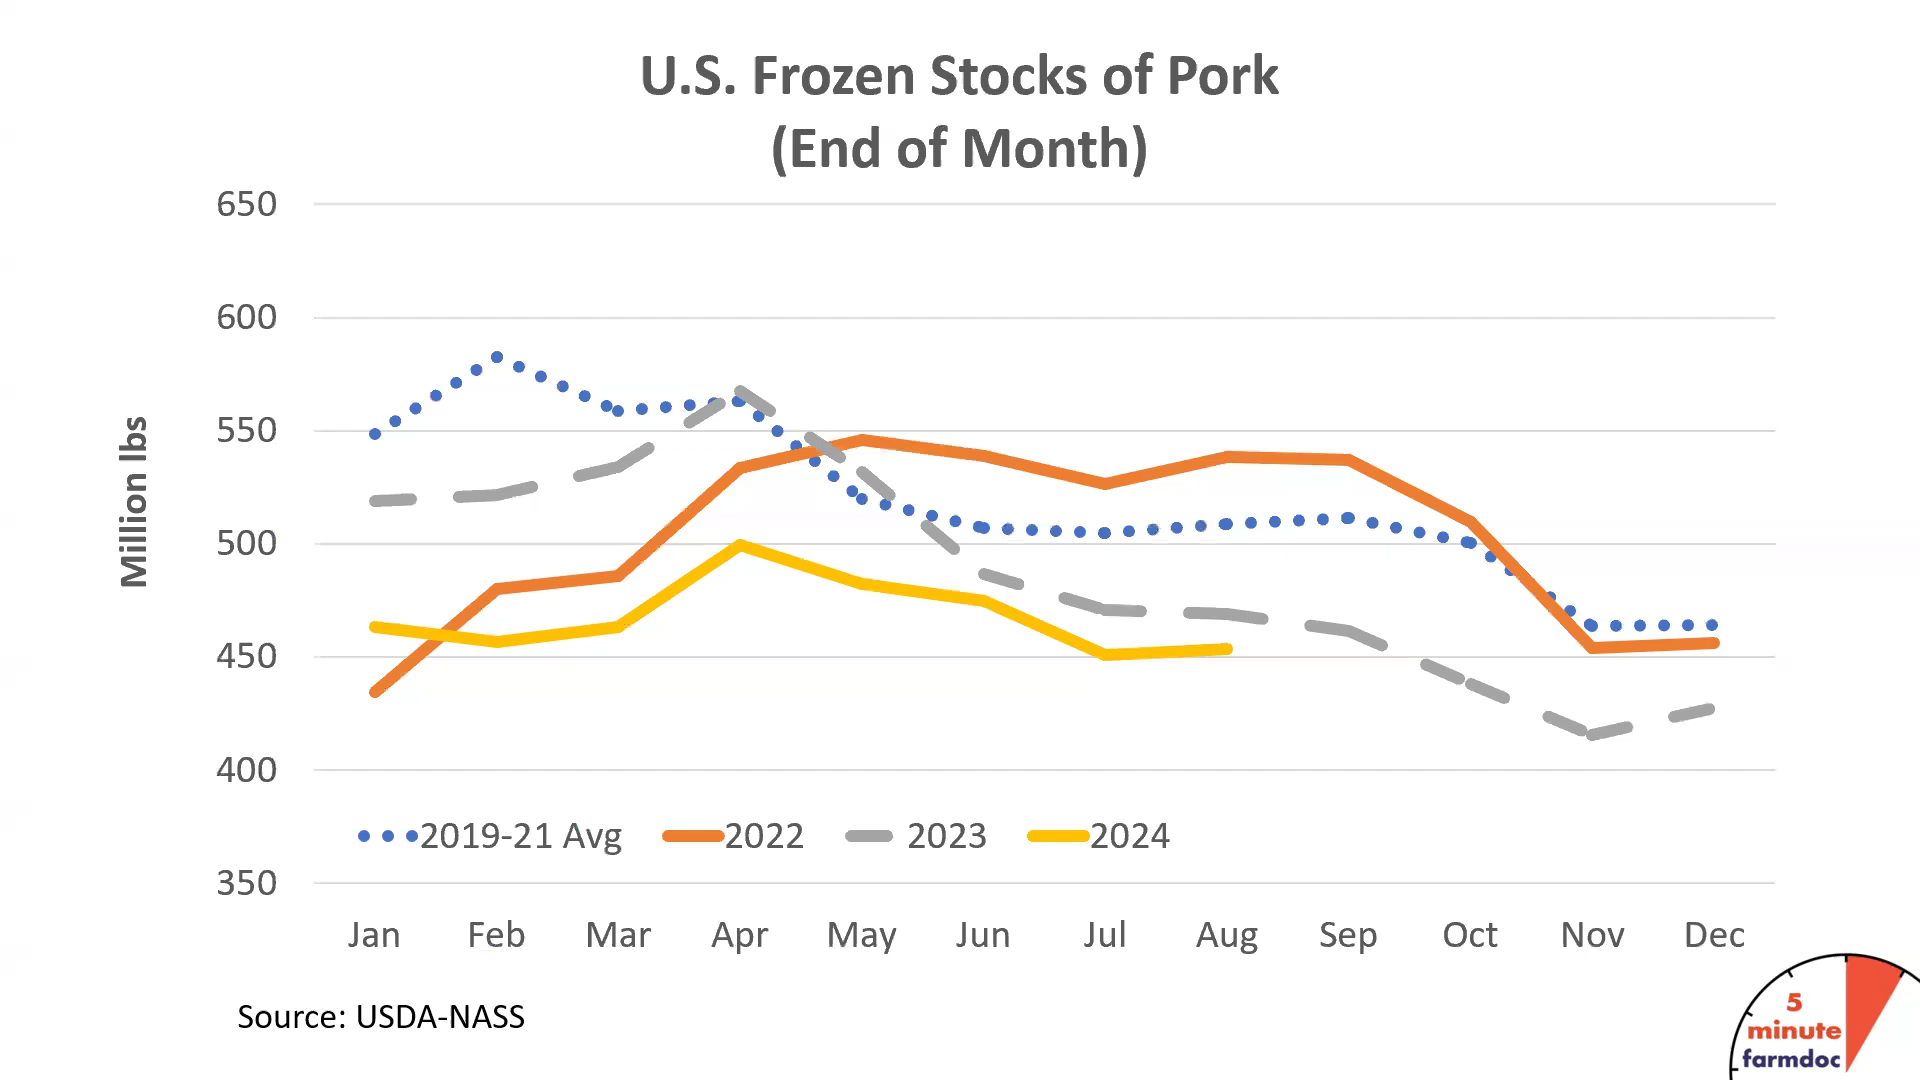 U.S. Frozen Stocks of Pork
(End of Month)
650
600
550
500
450
400
350
Million lbs
2019-21 Avg 2022 2023 2024
Jan Feb Mar Apr May Jun Jul Aug Sep Oct Nov Dec
Source: USDA-NASS
5
minute
farmdoc